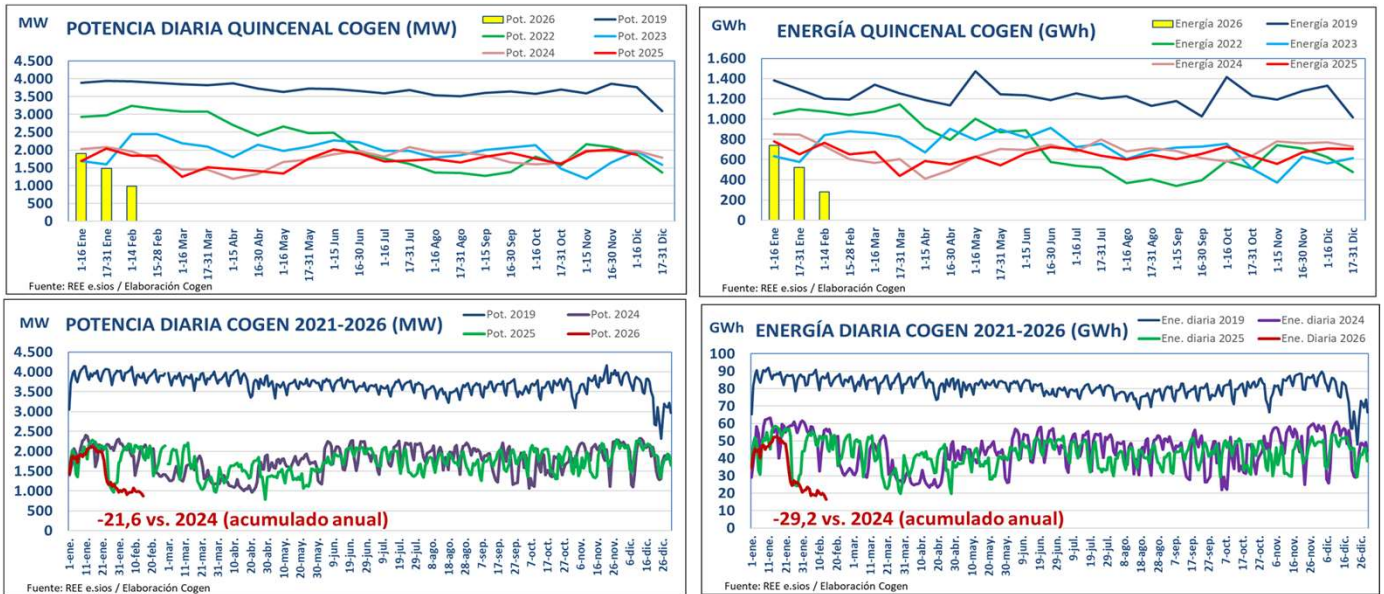 MW
POTENCIA DIARIA QUINCENAL COGEN (MW)
Pot. 2026
Pot. 2019
Pot. 2022
Pot. 2023
Pot. 2024
Pot 2025
4.500
4.000
3.500
3.000
2.500
2.000
1.500
1.000
500
0
1-16 Ene
17-31 Ene
1-14 Feb
15-28 Feb
1-16 Mar
17-31 Mar
1-15 Abr
16-30 Abr
1-16 May
17-31 May
1-15 Jun
16-30 Jun
1-16 Jul
17-31 Jul
1-16 Ago
17-31 Ago
1-15 Sep
16-30 Sep
1-16 Oct
17-31 Oct
1-15 Nov
16-30 Nov
1-16 Dic
17-31 Dic
Fuente: REE e.sios / Elaboración Cogen
GWh
ENERGÍA QUINCENAL COGEN (GWh)
Energía 2026
Energía 2019
Energía 2022
Energía 2023
Energía 2024
Energía 2025
1.600
1.400
1.200
1.000
800
600
400
200
0
1-16 Ene
17-31 Ene
1-14 Feb
15-28 Feb
1-16 Mar
17-31 Mar
1-15 Abr
16-30 Abr
1-16 May
17-31 May
1-15 Jun
16-30 Jun
1-16 Jul
17-31 Jul
1-16 Ago
17-31 Ago
1-15 Sep
16-30 Sep
1-16 Oct
17-31 Oct
1-15 Nov
16-30 Nov
1-16 Dic
17-31 Dic
Fuente: REE e.sios / Elaboración Cogen
MW
POTENCIA DIARIA COGEN 2021-2026 (MW)
Pot. 2019
Pot. 2024
Pot. 2025
Pot. 2026
4.500
4.000
3.500
3.000
2.500
2.000
1.500
1.000
500
0
-21,6 vs. 2024 (acumulado anual)
1-ene.
11-ene.
21-ene.
31-ene.
10-feb.
20-feb.
1-mar.
11-mar.
21-mar.
31-mar.
10-abr.
20-abr.
30-abr.
10-may.
20-may.
30-may.
9-jun.
19-jun.
29-jun.
9-jul.
19-jul.
29-jul.
8-ago.
18-ago.
28-ago.
7-sep.
17-sep.
27-sep.
7-oct.
17-oct.
27-oct.
6-nov.
16-nov.
26-nov.
6-dic.
16-dic.
26-dic.
Fuente: REE e.sios / Elaboración Cogen
GWh
ENERGÍA DIARIA COGEN 2021-2026 (GWh)
Ene. diaria 2019
Ene. diaria 2024
Ene. diaria 2025
Ene. Diaria 2026
100
90
80
70
60
50
40
30
20
10
0
-29,2 vs. 2024 (acumulado anual)
1-ene.
11-ene.
21-ene.
31-ene.
10-feb.
20-feb.
1-mar.
11-mar.
21-mar.
31-mar.
10-abr.
20-abr.
30-abr.
10-may.
20-may.
30-may.
9-jun.
19-jun.
29-jun.
9-jul.
19-jul.
29-jul.
8-ago.
18-ago.
28-ago.
7-sep.
17-sep.
27-sep.
7-oct.
17-oct.
27-oct.
6-nov.
16-nov.
26-nov.
6-dic.
16-dic.
26-dic.
Fuente: REE e.sios / Elaboración Cogen